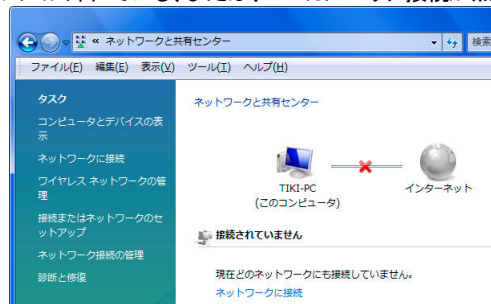 « ネットワークと共有センター
検索
ファイル(F) 編集(E) 表示(V) ツール(T) ヘルプ(H)
タスク
コンピュータとデバイスの表
示
ネットワークに接続
ワイヤレス ネットワークの管
理
接続またはネットワークのセ
ットアップ
ネットワーク接続の管理
診断と修復
ネットワークと共有センター
TIKI-PC
(このコンピュータ)
インターネット
接続されていません
現在どのネットワークにも接続していません。
ネットワークに接続